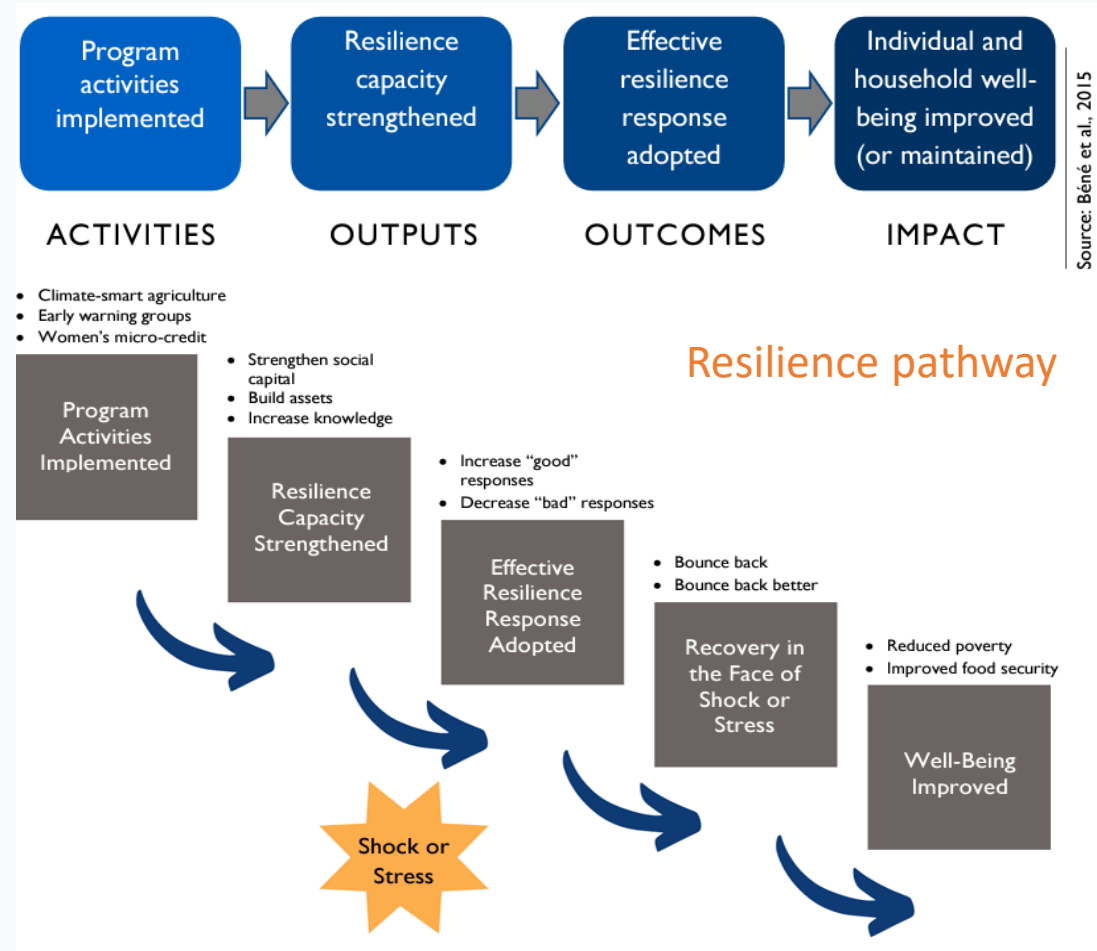 Program
activities
implemented
Resilience
capacity
strengthened
Effective
resilience
response
adopted
Individual and
household well-
being improved
(or maintained)
Source: Béné et al., 2015
ACTIVITIES
OUTPUTS
OUTCOMES
IMPACT
• Climate-smart agriculture
• Early warning groups
• Women's micro-credit
Program
Activities
Implemented
Resilience pathway
• Strengthen social
capital
• Build assets
• Increase knowledge
Resilience
Capacity
Strengthened
• Increase "good"
responses
• Decrease "bad" responses
Effective
Resilience
Response
Adopted
• Bounce back
• Bounce back better
Recovery in
the Face of
Shock or
Stress
• Reduced poverty
• Improved food security
Well-Being
Improved
Shock or
Stress